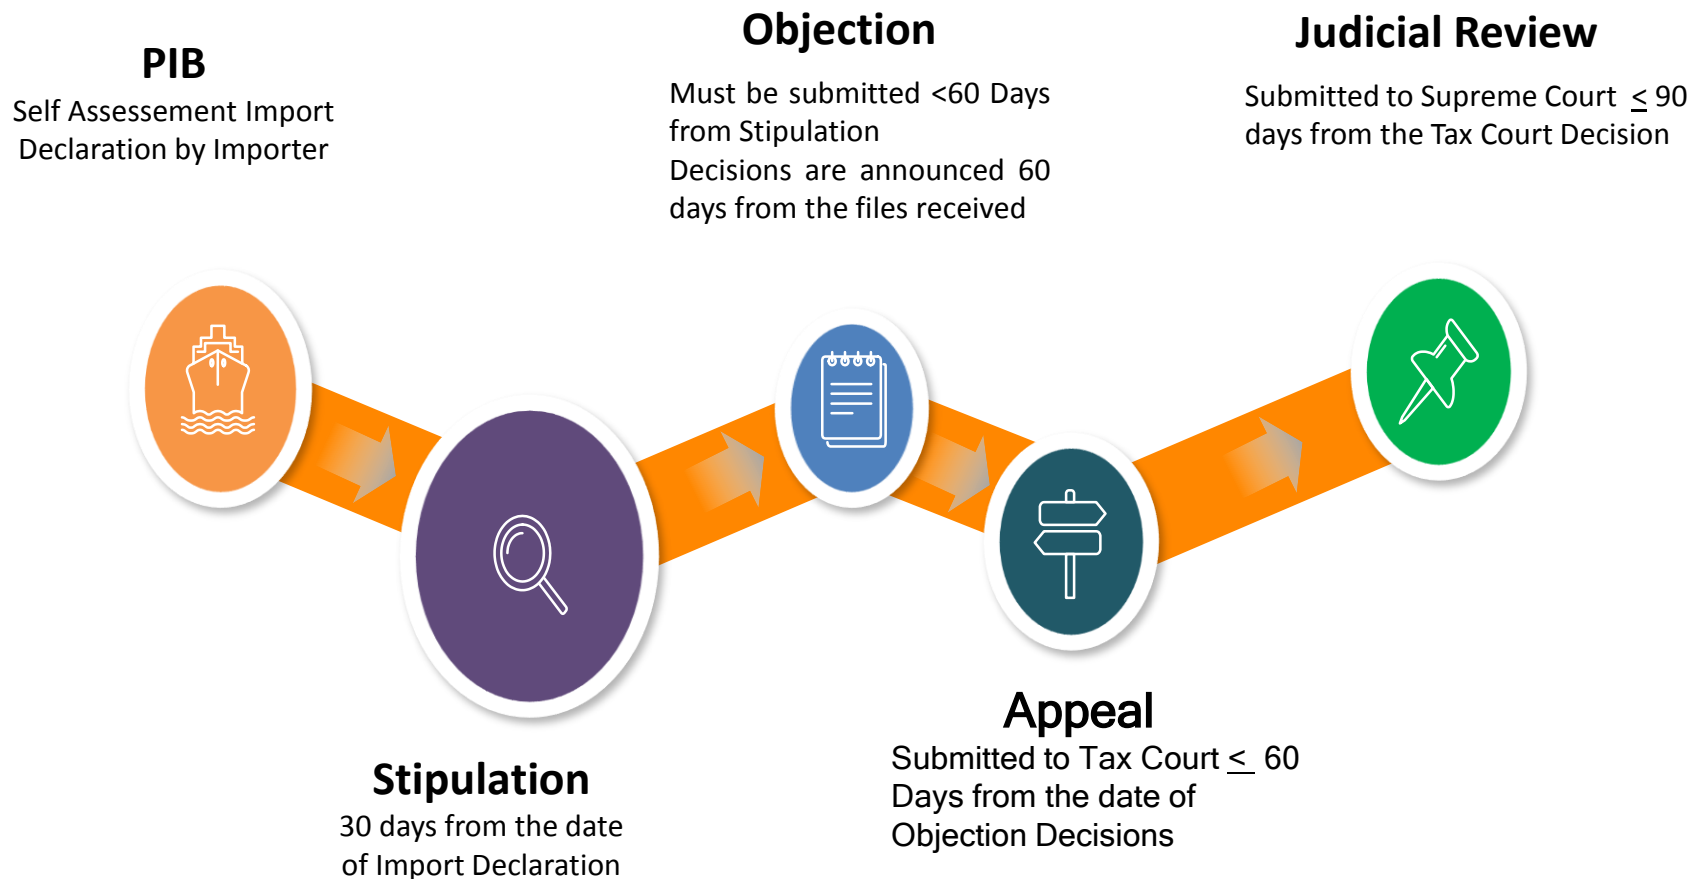 PIB
Self Assessement Import
Declaration by Importer
Stipulation
30 days from the date
of Import Declaration
Objection
Must be submitted <60 Days
from Stipulation
Decisions are announced 60
days from the files received
Appeal
Submitted to Tax Court < 60
Days from the date of
Objection Decisions
Judicial Review
Submitted to Supreme Court < 90
days from the Tax Court Decision